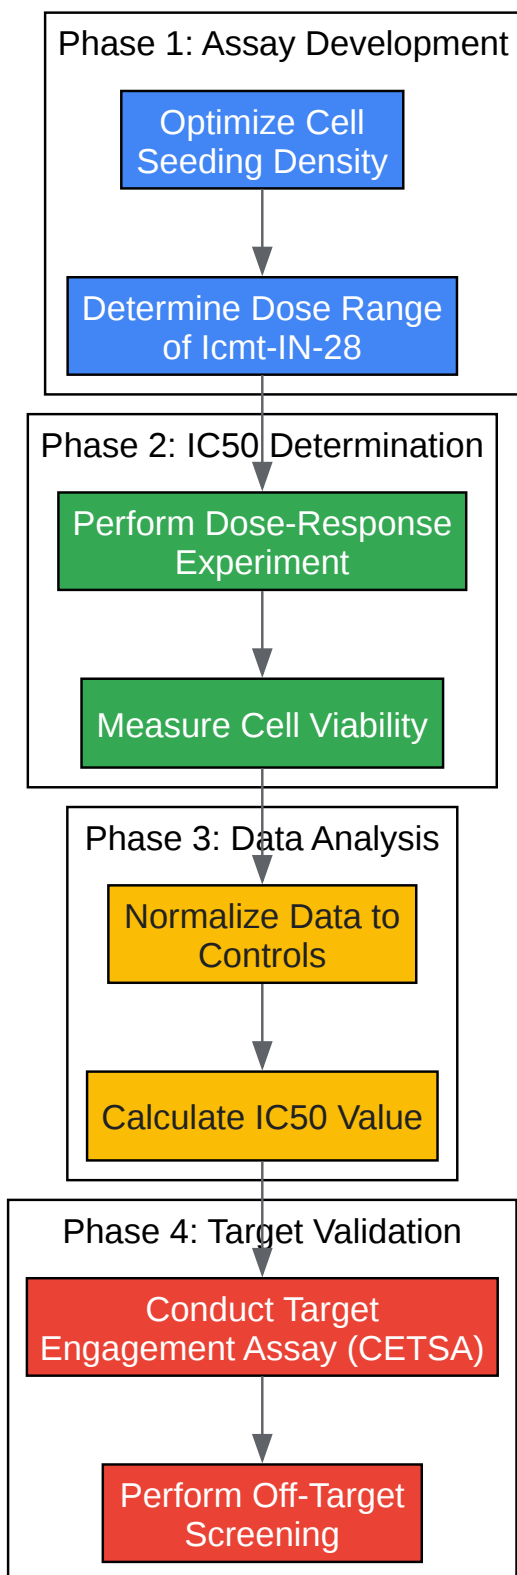 Phase 1: Assay Development
Optimize Cell
Seeding Density
Determine Dose Range
of Icmt-IN-28
Phase 2: IC50 Determination
Perform Dose-Response
Experiment
Measure Cell Viability
Phase 3: Data Analysis
Normalize Data to
Controls
Calculate IC50 Value
Phase 4: Target Validation
Conduct Target
Engagement Assay (CETSA)
Perform Off-Target
Screening